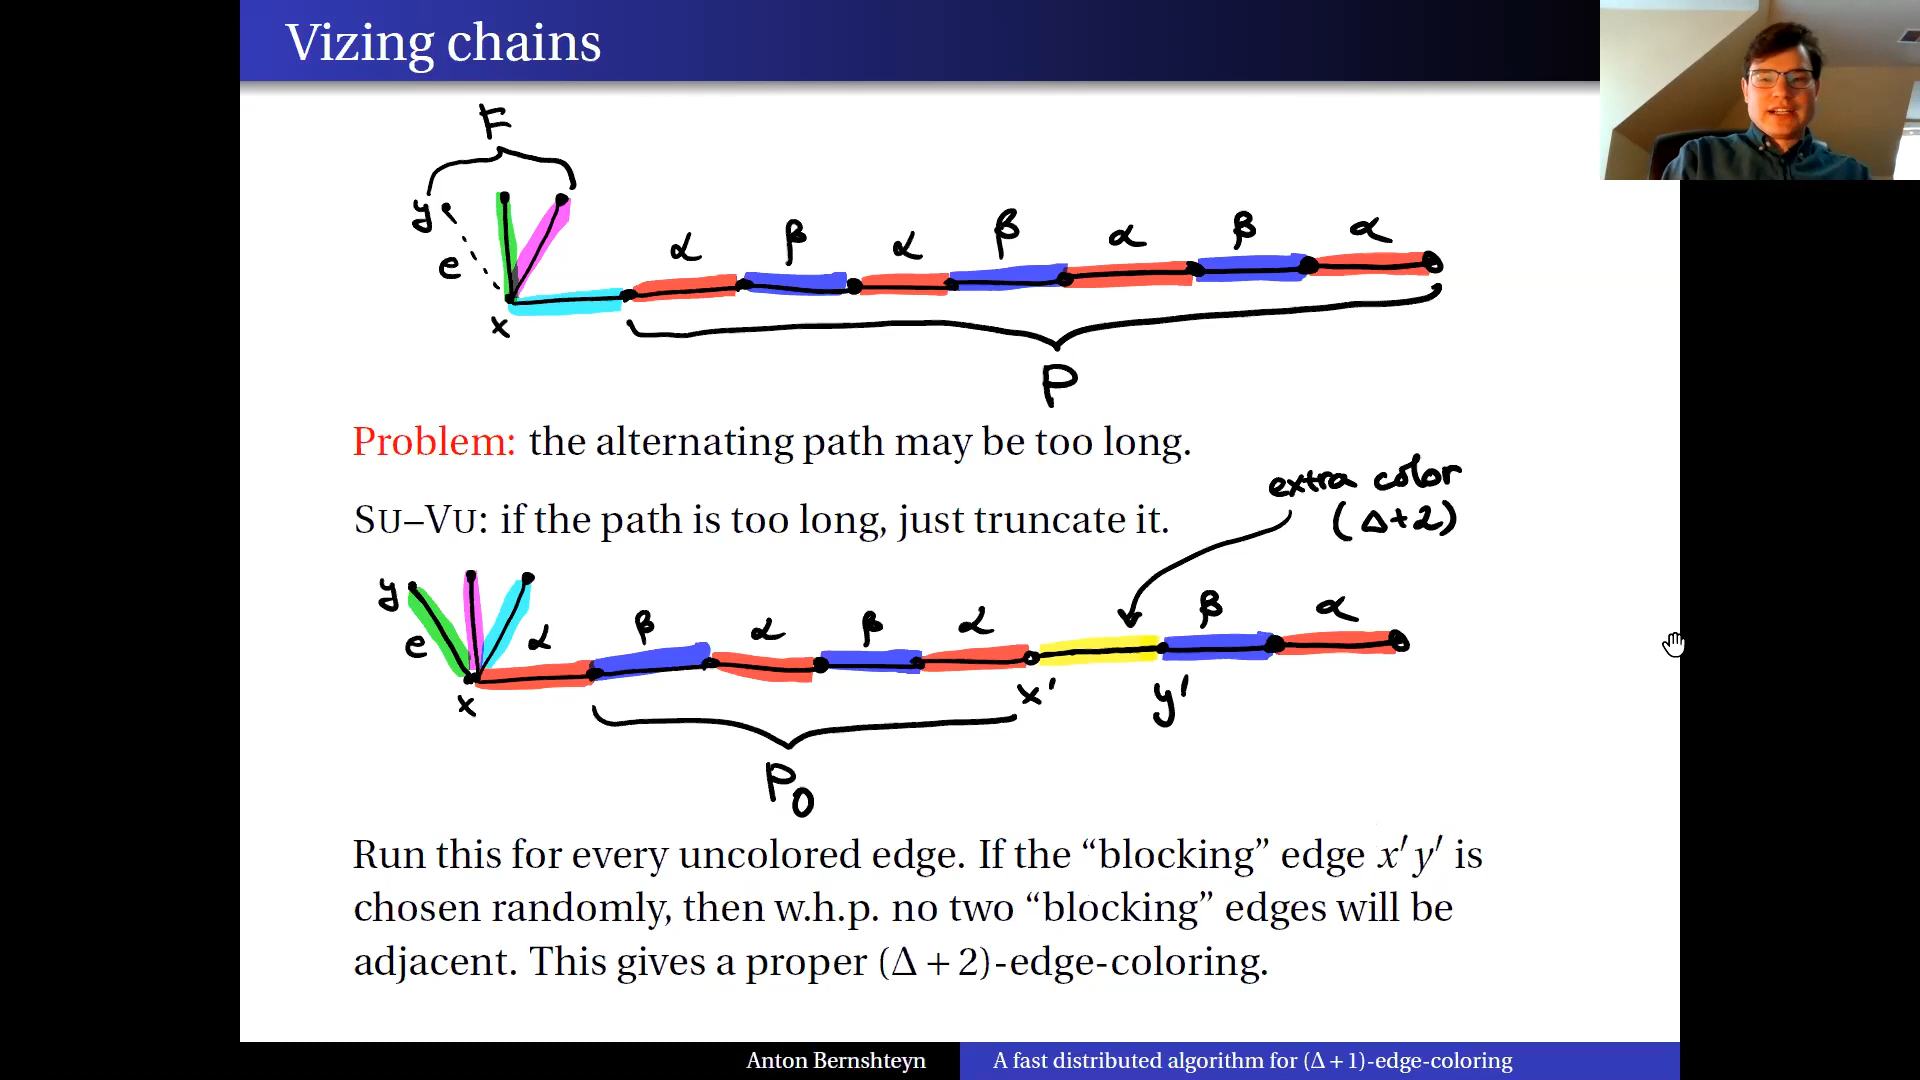 Vizing chains
F
y
e
x
α β α β α β α
P
Problem: the alternating path may be too long.
extra color
(Δ+2)
SU–VU: if the path is too long, just truncate it.
y
e
x
α β α β α β α
x' y'
P0
Run this for every uncolored edge. If the “blocking” edge x′y′ is
chosen randomly, then w.h.p. no two “blocking” edges will be
adjacent. This gives a proper (Δ + 2)-edge-coloring.
Anton Bernshteyn
A fast distributed algorithm for (Δ + 1)-edge-coloring